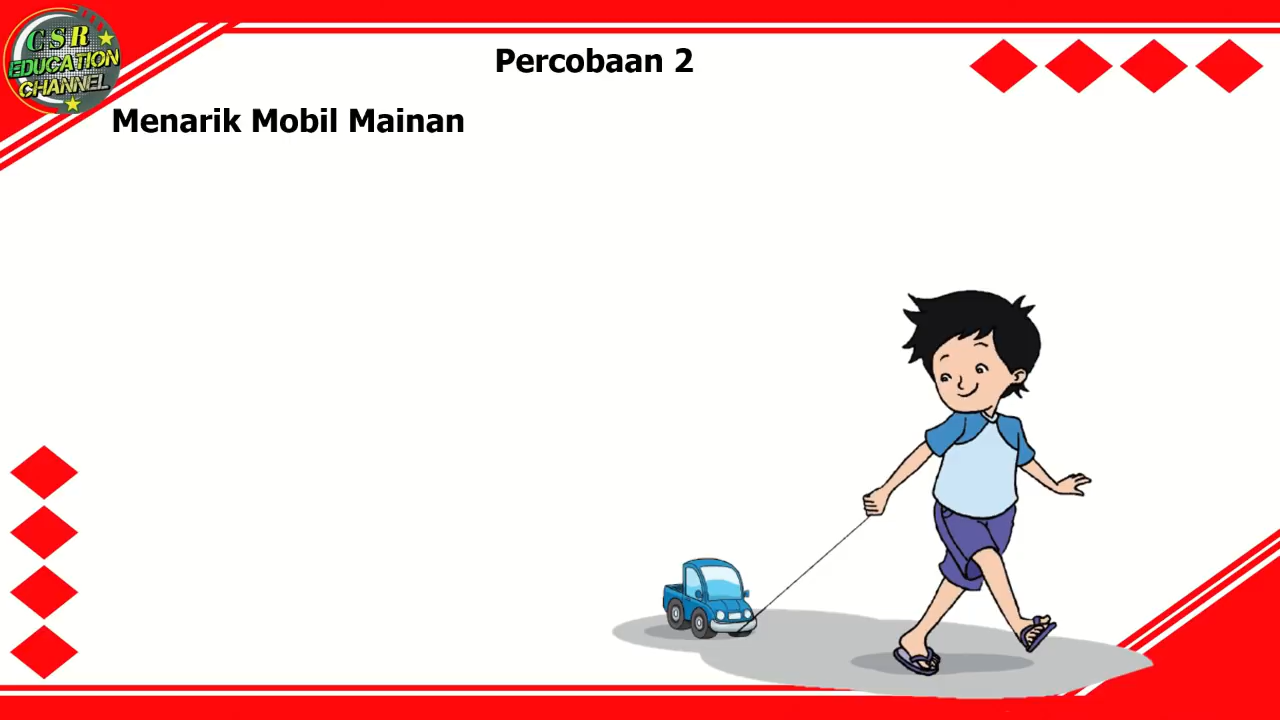 CSR
EDUCATION
CHANNEL
Percobaan 2
Menarik Mobil Mainan